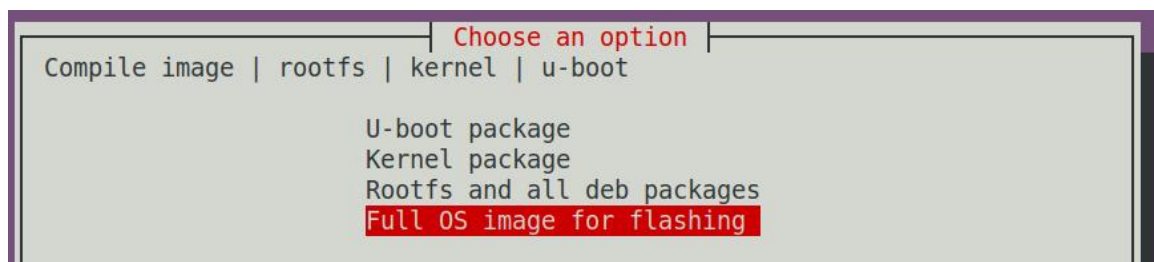 Choose an option
Compile image | rootfs | kernel | u-boot
U-boot package
Kernel package
Rootfs and all deb packages
Full OS image for flashing